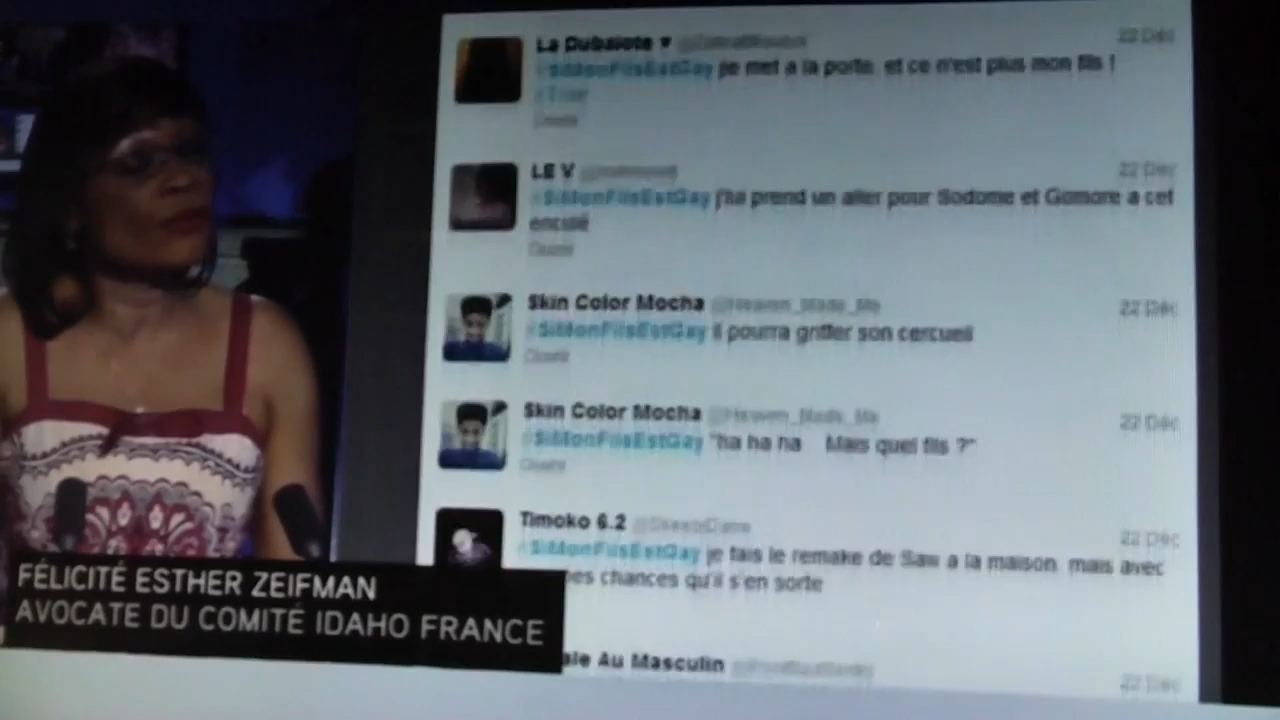 La Dubaiote ♥
#SiMonFilsEstGay je met a la porte et ce n'est plus mon fils !
22 Déc
LE V
#SiMonFilsEstGay j'lui prend un aller pour Sodome et Gomore a cet
enculé
22 Déc
Skin Color Mocha @Heaven_Made_Me
22 Déc
#SiMonFilsEstGay Il pourra griffer son cercueil
Skin Color Mocha @Heaven_Made_Me
22 Déc
#SiMonFilsEstGay "ha ha ha Mais quel fils ?"
Timoko 6.2
22 Déc
#SiMonFilsEstGay je fais le remake de Saw a la maison mais avec
chances qu'il s'en sorte
ale Au Masculin
22 Déc
FÉLICITÉ ESTHER ZEIFMAN
AVOCATE DU COMITÉ IDAHO FRANCE